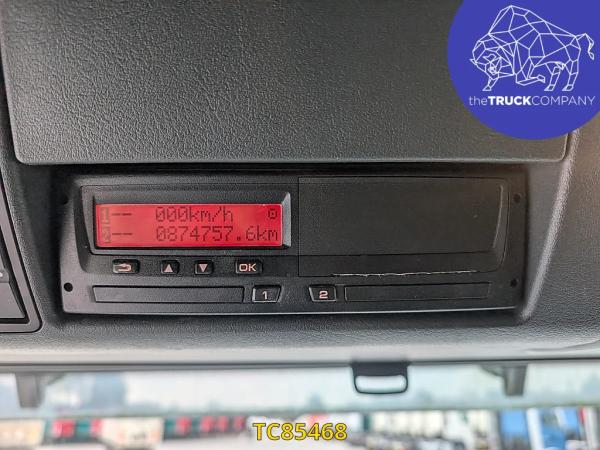 theTRUCKCOMPANY
1-- 000km/h
2-- 0874757.6km
OK
1
2
TC85468